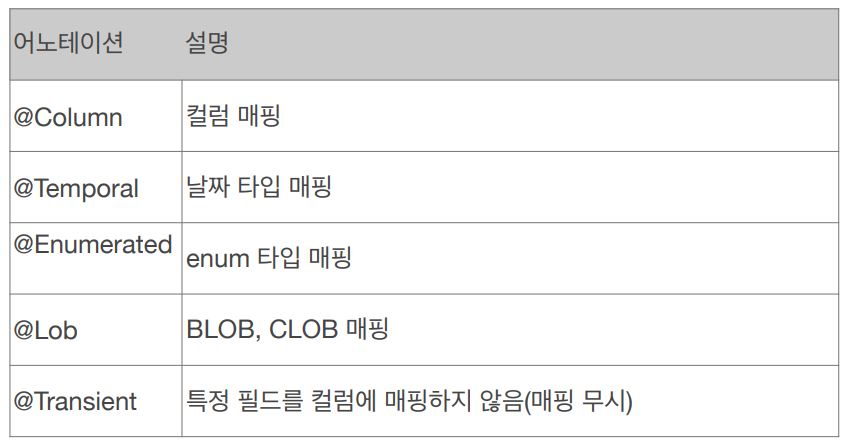 어노테이션 설명
@Column 컬럼 매핑
@Temporal 날짜 타입 매핑
@Enumerated enum 타입 매핑
@Lob BLOB, CLOB 매핑
@Transient 특정 필드를 컬럼에 매핑하지 않음(매핑 무시)